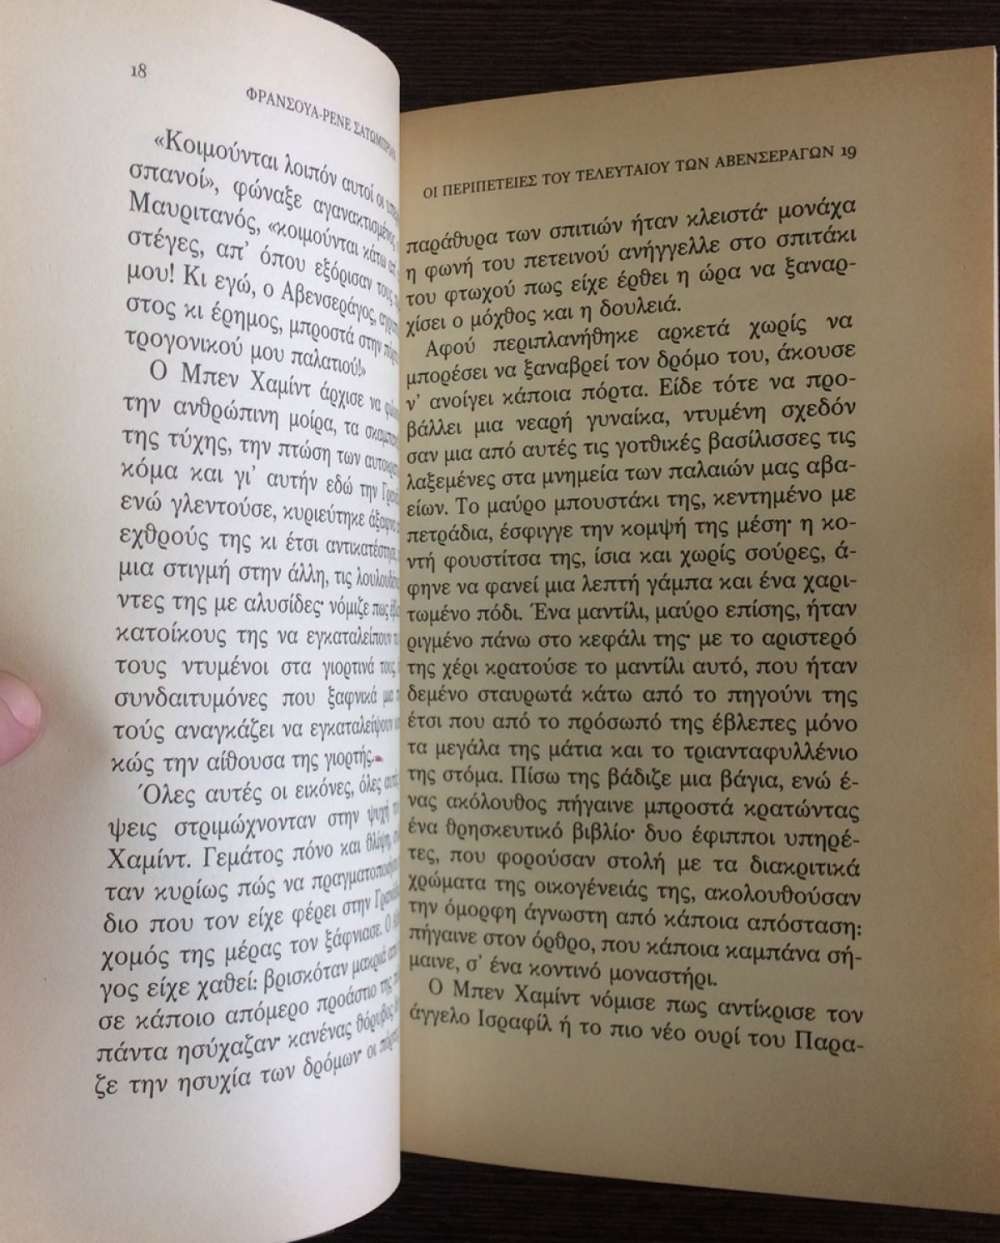 18
ΦΡΑΝΣΟΥΑ-ΡΕΝΕ
«Κοιμούνται λοιπόν αυτοί οι
σπανοί», φώναξε αγανακτισμένος
Μαυριτανός, «κοιμούνται κάτω απ'
στέγες, απ' όπου εξόρισαν τους
μου! Κι εγώ, ο Αβενσεράγος,
στος κι έρημος, μπροστά στην
τρογονικού μου παλατιού!»
Ο Μπεν Χαμίντ άρχισε να
την ανθρώπινη μοίρα, τα
της τύχης, την πτώση των
κόμα και γι' αυτήν εδώ την
ενώ γλεντούσε, κυριεύτηκε
εχθρούς της κι έτσι αντικατέστησε,
μια στιγμή στην άλλη, τις
ντες της με αλυσίδες· νόμιζε πως
κατοίκους της να εγκαταλείπουν
τους ντυμένοι στα γιορτινά τους,
συνδαιτυμόνες που ξαφνικά μια
τούς αναγκάζει να εγκαταλείψουν
κώς την αίθουσα της γιορτής.
Όλες αυτές οι εικόνες, όλες
ψεις στριμώχνονταν στην ψυχή
Χαμίντ. Γεμάτος πόνο και θλίψη,
ταν κυρίως πώς να
διο που τον είχε φέρει στην
χομός της μέρας τον ξάφνιασε. Ο
γος είχε χαθεί: βρισκόταν μακριά
σε κάποιο απόμερο προάστιο της
πάντα ησύχαζαν· κανένας θόρυβος
ζε την ησυχία των δρόμων· οι
ΟΙ ΠΕΡΙΠΕΤΕΙΕΣ ΤΟΥ ΤΕΛΕΥΤΑΙΟΥ ΤΩΝ ΑΒΕΝΣΕΡΑΓΩΝ 19
παράθυρα των σπιτιών ήταν κλειστά· μονάχα
η φωνή του πετεινού ανήγγελλε στο σπιτάκι
του φτωχού πως είχε έρθει η ώρα να ξαναρ-
χίσει ο μόχθος και η δουλειά.
Αφού περιπλανήθηκε αρκετά χωρίς να
μπορέσει να ξαναβρεί τον δρόμο του, άκουσε
ν' ανοίγει κάποια πόρτα. Είδε τότε να προ-
βάλλει μια νεαρή γυναίκα, ντυμένη σχεδόν
σαν μια από αυτές τις γοτθικές βασίλισσες τις
λαξεμένες στα μνημεία των παλαιών μας αβα-
είων. Το μαύρο μπουστάκι της, κεντημένο με
πετράδια, έσφιγγε την κομψή της μέση· η κο-
ντή φουστίτσα της, ίσια και χωρίς σούρες, ά-
φηνε να φανεί μια λεπτή γάμπα και ένα χαρι-
τωμένο πόδι. Ένα μαντίλι, μαύρο επίσης, ήταν
ριγμένο πάνω στο κεφάλι της· με το αριστερό
της χέρι κρατούσε το μαντίλι αυτό, που ήταν
δεμένο σταυρωτά κάτω από το πηγούνι της
έτσι που από το πρόσωπό της έβλεπες μόνο
τα μεγάλα της μάτια και το τριανταφυλλένιο
της στόμα. Πίσω της βάδιζε μια βάγια, ενώ έ-
νας ακόλουθος πήγαινε μπροστά κρατώντας
ένα θρησκευτικό βιβλίο· δυο έφιπποι υπηρέ-
τες, που φορούσαν στολή με τα διακριτικά
χρώματα της οικογένειάς της, ακολουθούσαν
την όμορφη άγνωστη από κάποια απόσταση:
πήγαινε στον όρθρο, που κάποια καμπάνα σή-
μαινε, σ' ένα κοντινό μοναστήρι.
Ο Μπεν Χαμίντ νόμισε πως αντίκρισε τον
άγγελο Ισραφίλ ή το πιο νέο ουρί του Παρα-